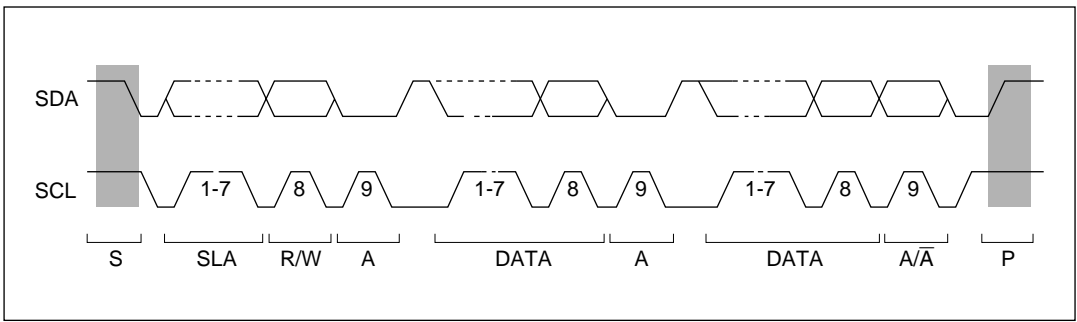 SDA
SCL 1-7 8 9 1-7 8 9 1-7 8 9
S SLA R/W A DATA A DATA A/A̅ P